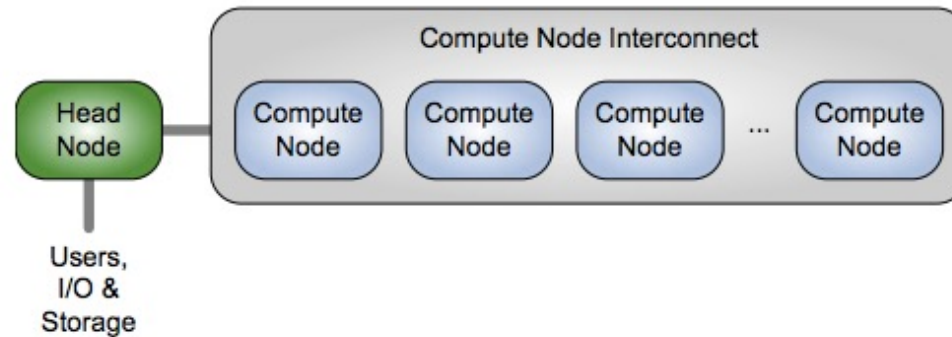 Compute Node Interconnect
Head
Node
Compute
Node
Compute
Node
Compute
Node
...
Compute
Node
Users,
I/O &
Storage